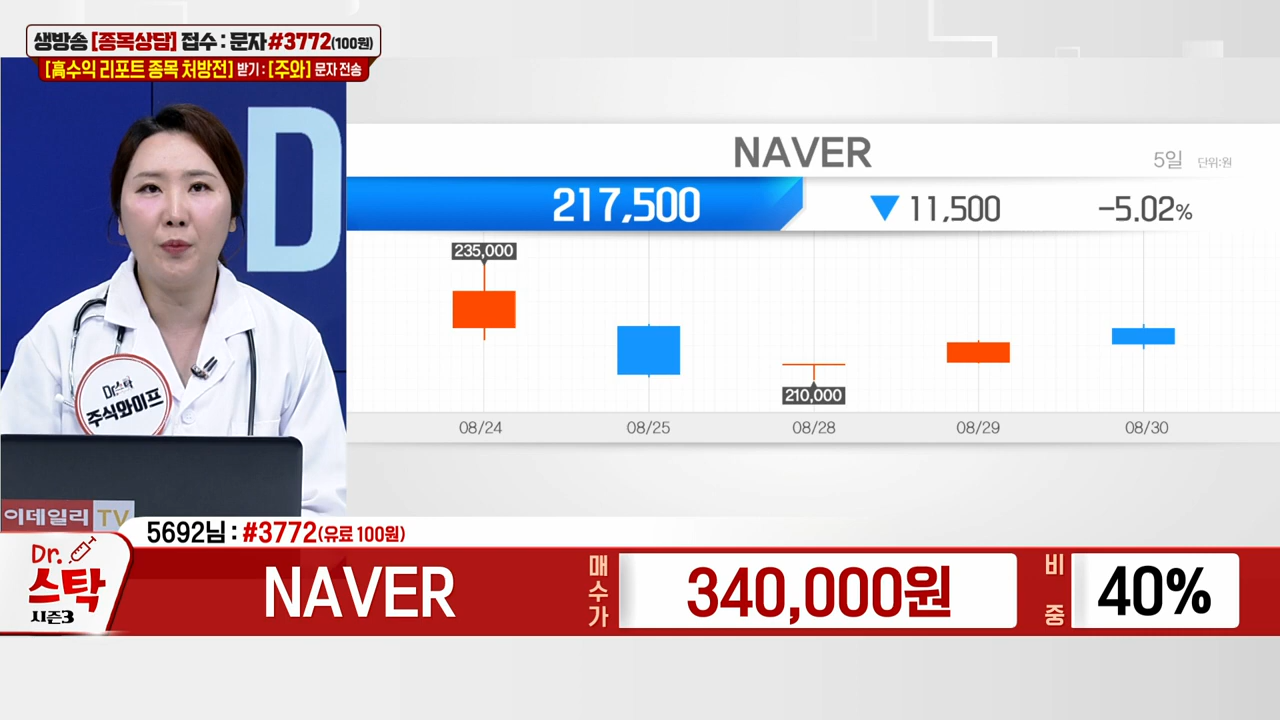 생방송 [종목상담] 접수 : 문자#3772(100원)
[高수익 리포트 종목 처방전] 받기 : [주와] 문자 전송
D
NAVER
5일 단위:원
217,500 ▼ 11,500 -5.02%
235,000
210,000
08/24 08/25 08/28 08/29 08/30
Dr.스탁
주식와이프
이데일리 TV
5692님 : #3772(유료 100원)
Dr.
스탁
시즌3
NAVER 매수가 340,000원 비중 40%